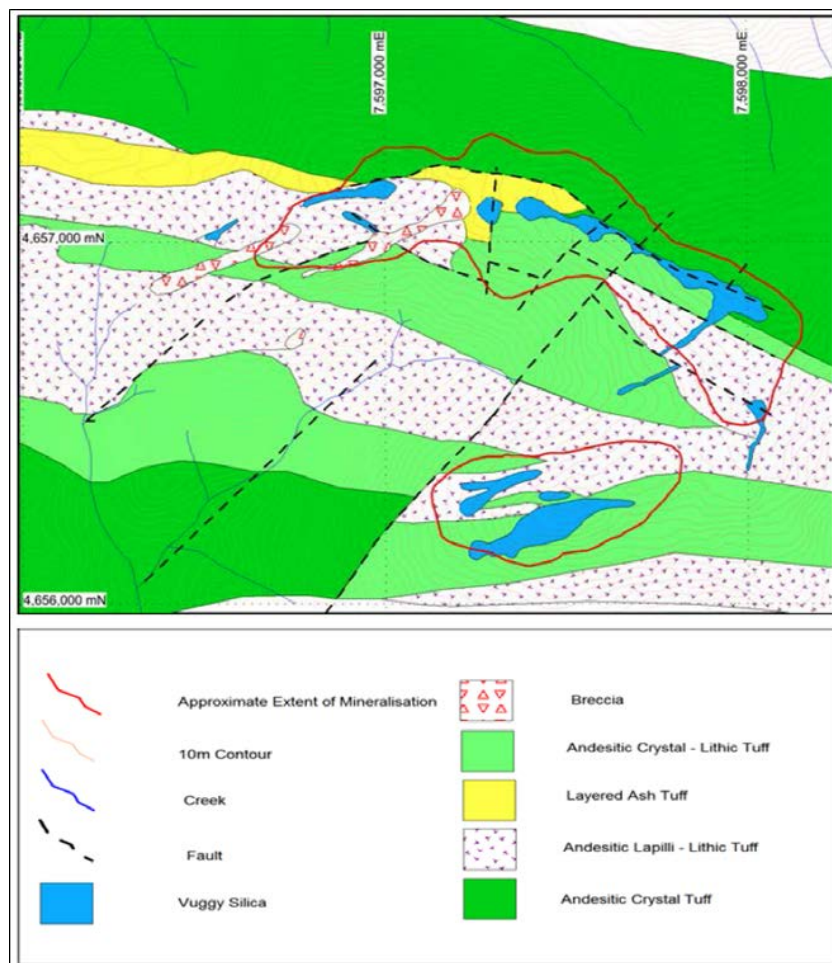 7,597,000 mE
7,598,000 mE
4,657,000 mN
4,656,000 mN
Approximate Extent of Mineralisation
10m Contour
Creek
Fault
Vuggy Silica
Breccia
Andesitic Crystal - Lithic Tuff
Layered Ash Tuff
Andesitic Lapilli - Lithic Tuff
Andesitic Crystal Tuff